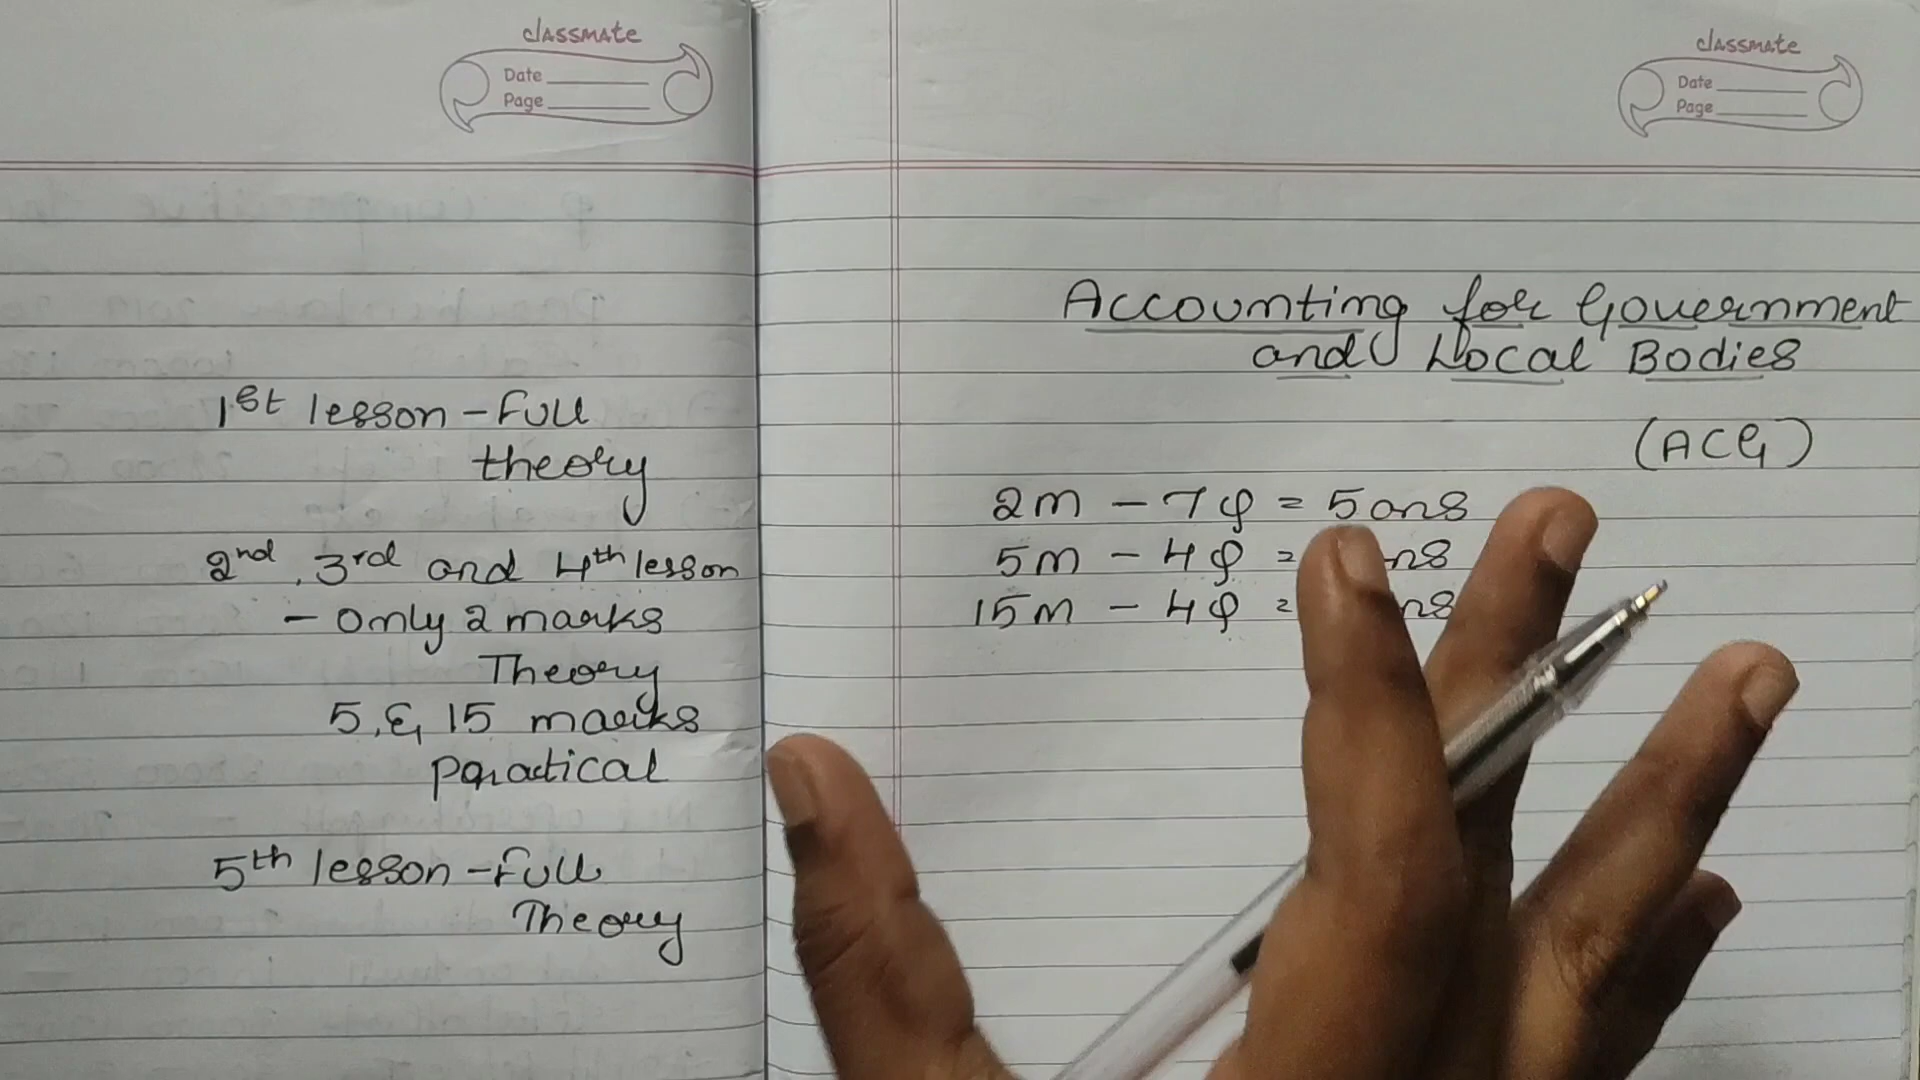 classmate
Date
Page
1st lesson - Full
theory
2nd, 3rd and 4th lesson
- Only 2 marks
Theory
5, & 15 marks
practical
5th lesson - Full
Theory
classmate
Date
Page
Accounting for Government
and Local Bodies
(ACG)
2m - 7Q = 5 ans
5m - 4Q =
15m - 4Q =